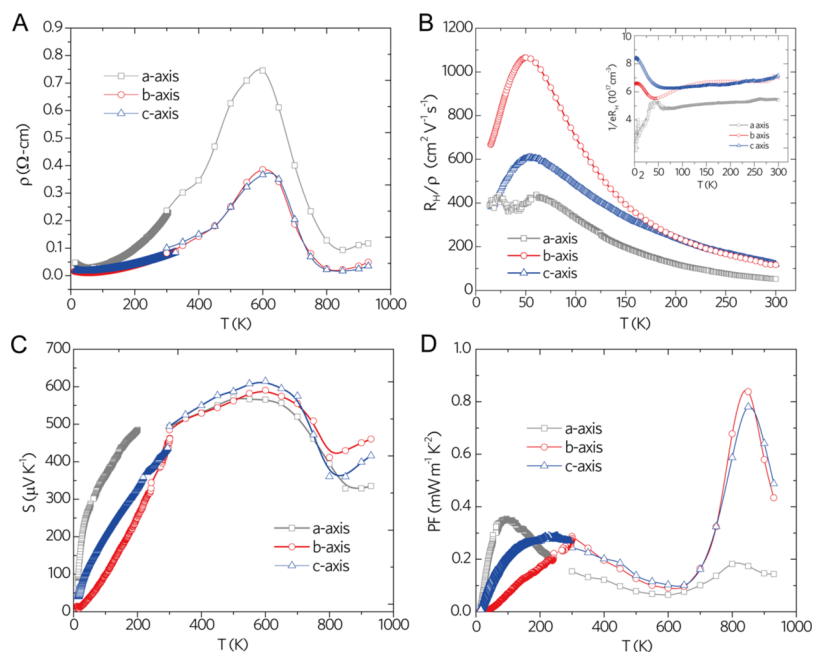 A
0.9
0.8
0.7
0.6
0.5
0.4
0.3
0.2
0.1
0.0
ρ (Ω-cm)
a-axis
b-axis
c-axis
0 200 400 600 800 1000
T (K)
B
1200
1000
800
600
400
200
0
R_H/ρ (cm² V⁻¹s⁻¹)
a-axis
b-axis
c-axis
0 50 100 150 200 250 300
T (K)
10
8
6
4
2
1/eR_H (10¹⁷cm⁻³)
a axis
b axis
c axis
50 100 150 200 250 300
T (K)
C
700
600
500
400
300
200
100
0
S (μV K⁻¹)
a-axis
b-axis
c-axis
0 200 400 600 800 1000
T (K)
D
1.0
0.8
0.6
0.4
0.2
0.0
PF (mW m⁻¹ K⁻²)
a-axis
b-axis
c-axis
0 200 400 600 800 1000
T (K)